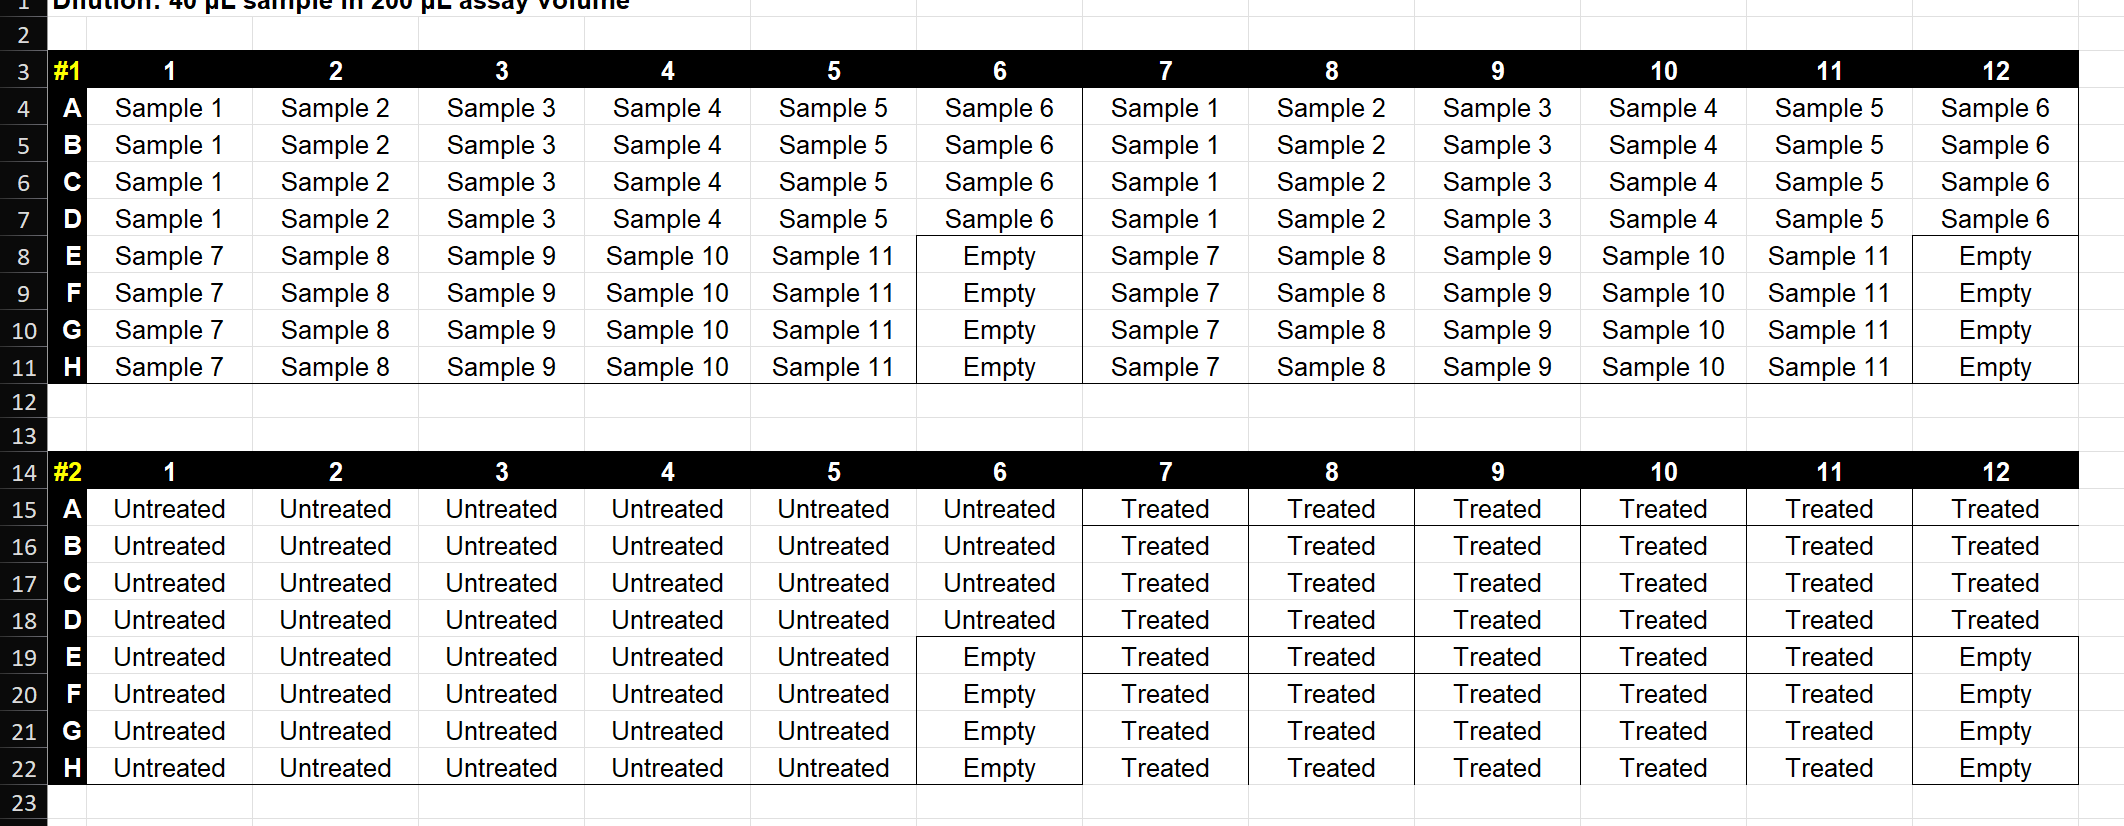 1 Dilution: 40 µL sample in 200 µL assay volume
2
3 #1 1 2 3 4 5 6 7 8 9 10 11 12
4 A Sample 1 Sample 2 Sample 3 Sample 4 Sample 5 Sample 6 Sample 1 Sample 2 Sample 3 Sample 4 Sample 5 Sample 6
5 B Sample 1 Sample 2 Sample 3 Sample 4 Sample 5 Sample 6 Sample 1 Sample 2 Sample 3 Sample 4 Sample 5 Sample 6
6 C Sample 1 Sample 2 Sample 3 Sample 4 Sample 5 Sample 6 Sample 1 Sample 2 Sample 3 Sample 4 Sample 5 Sample 6
7 D Sample 1 Sample 2 Sample 3 Sample 4 Sample 5 Sample 6 Sample 1 Sample 2 Sample 3 Sample 4 Sample 5 Sample 6
8 E Sample 7 Sample 8 Sample 9 Sample 10 Sample 11 Empty Sample 7 Sample 8 Sample 9 Sample 10 Sample 11 Empty
9 F Sample 7 Sample 8 Sample 9 Sample 10 Sample 11 Empty Sample 7 Sample 8 Sample 9 Sample 10 Sample 11 Empty
10 G Sample 7 Sample 8 Sample 9 Sample 10 Sample 11 Empty Sample 7 Sample 8 Sample 9 Sample 10 Sample 11 Empty
11 H Sample 7 Sample 8 Sample 9 Sample 10 Sample 11 Empty Sample 7 Sample 8 Sample 9 Sample 10 Sample 11 Empty
12
13
14 #2 1 2 3 4 5 6 7 8 9 10 11 12
15 A Untreated Untreated Untreated Untreated Untreated Untreated Treated Treated Treated Treated Treated Treated
16 B Untreated Untreated Untreated Untreated Untreated Untreated Treated Treated Treated Treated Treated Treated
17 C Untreated Untreated Untreated Untreated Untreated Untreated Treated Treated Treated Treated Treated Treated
18 D Untreated Untreated Untreated Untreated Untreated Untreated Treated Treated Treated Treated Treated Treated
19 E Untreated Untreated Untreated Untreated Untreated Empty Treated Treated Treated Treated Treated Empty
20 F Untreated Untreated Untreated Untreated Untreated Empty Treated Treated Treated Treated Treated Empty
21 G Untreated Untreated Untreated Untreated Untreated Empty Treated Treated Treated Treated Treated Empty
22 H Untreated Untreated Untreated Untreated Untreated Empty Treated Treated Treated Treated Treated Empty
23